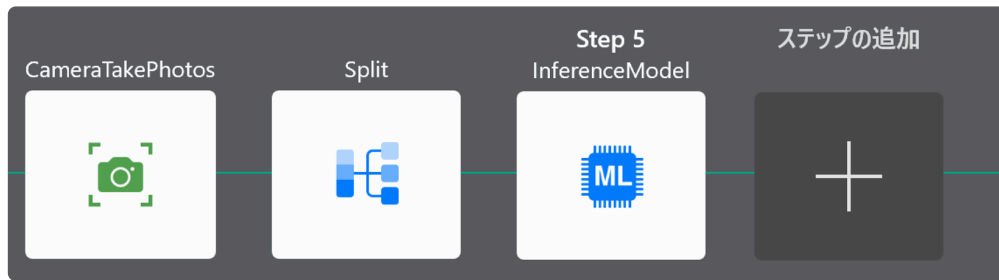 CameraTakePhotos
Split
Step 5
InferenceModel
ML
ステップの追加